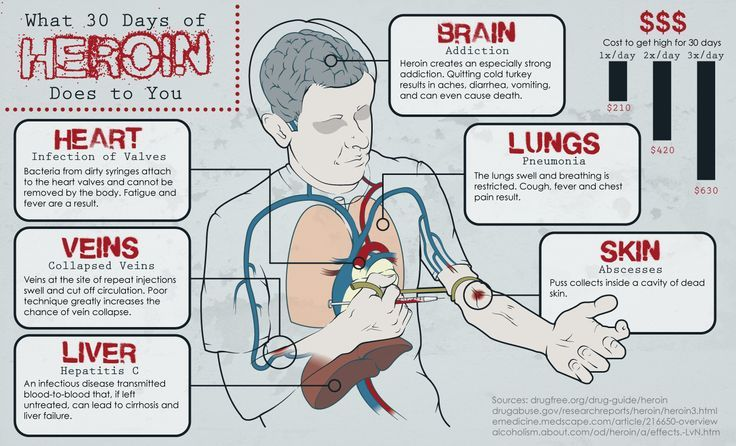 What 30 Days of
HEROIN
Does to You
BRAIN
Addiction
Heroin creates an especially strong
addiction. Quitting cold turkey
results in aches, diarrhea, vomiting,
and can even cause death.
$$$
Cost to get high for 30 days
1x/day 2x/day 3x/day
$210
$420
$630
HEART
Infection of Valves
Bacteria from dirty syringes attach
to the heart valves and cannot be
removed by the body. Fatigue and
fever are a result.
LUNGS
Pneumonia
The lungs swell and breathing is
restricted. Cough, fever and chest
pain result.
VEINS
Collapsed Veins
Veins at the site of repeat injections
swell and cut off circulation. Poor
technique greatly increases the
chance of vein collapse.
SKIN
Abscesses
Puss collects inside a cavity of dead
skin.
LIVER
Hepatitis C
An infectious disease transmitted
blood-to-blood that, if left
untreated, can lead to cirrhosis and
liver failure.
Sources: drugfree.org/drug-guide/heroin
drugabuse.gov/researchreports/heroin/heroin3.html
emedicine.medscape.com/article/216650-overview
alcoholism.about.com/od/heroin/a/effects.-LvN.htm